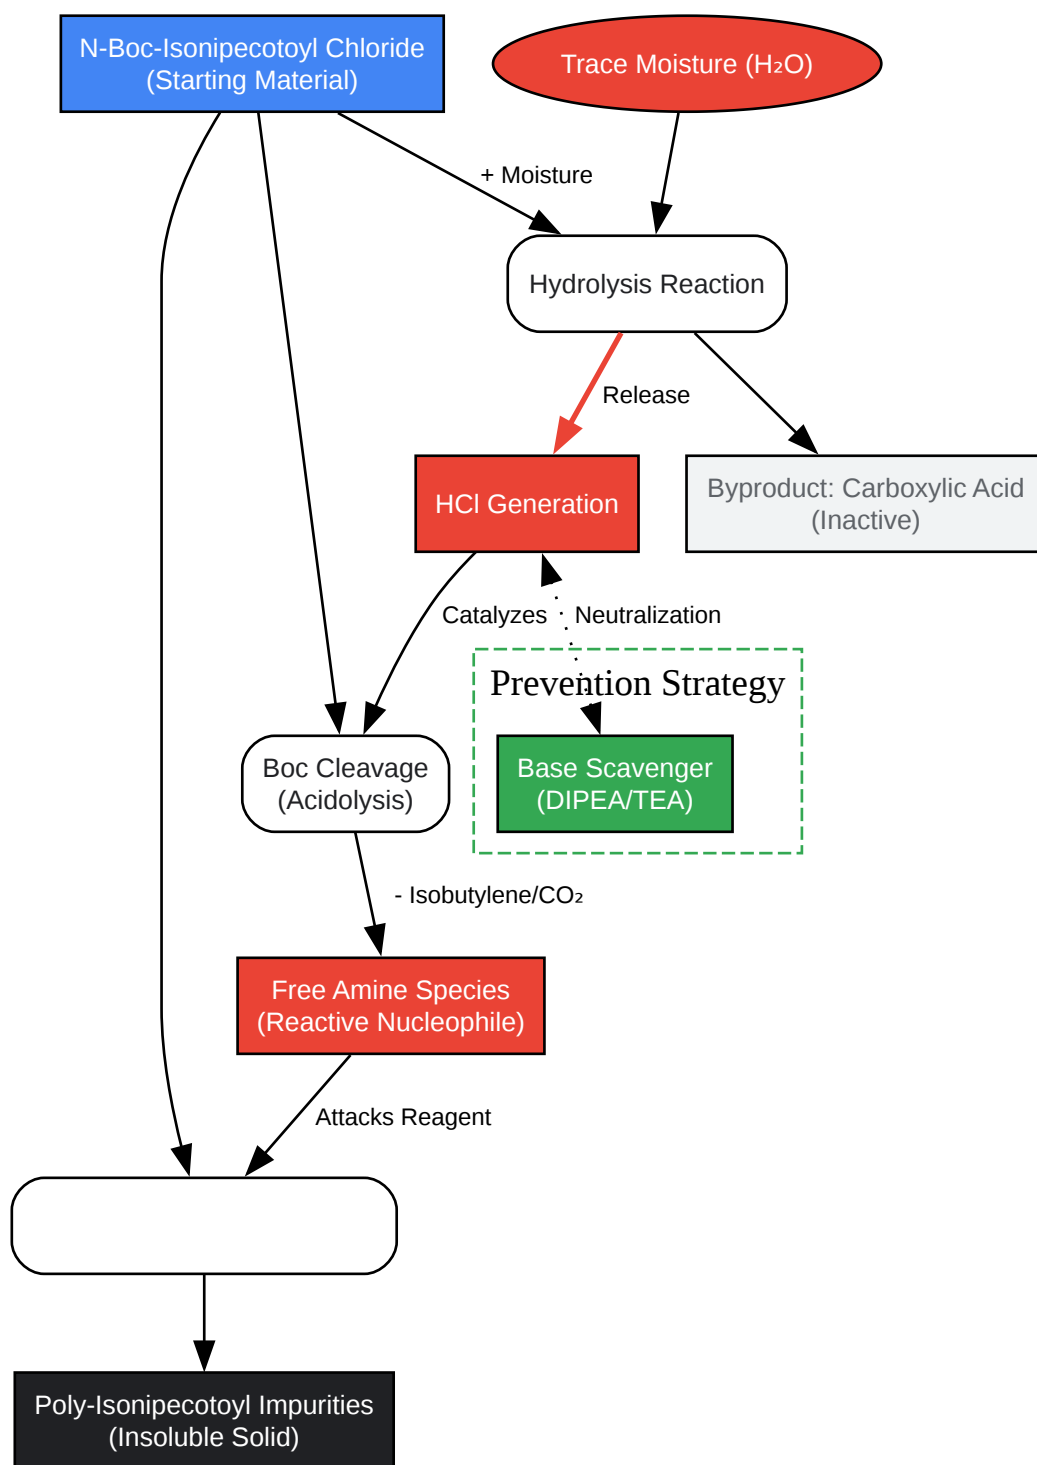 N-Boc-Isonipecotoyl Chloride
(Starting Material)
Trace Moisture (H₂O)
+ Moisture
Hydrolysis Reaction
Release
HCl Generation
Byproduct: Carboxylic Acid
(Inactive)
Catalyzes
Neutralization
Prevention Strategy
Boc Cleavage
(Acidolysis)
Base Scavenger
(DIPEA/TEA)
- Isobutylene/CO₂
Free Amine Species
(Reactive Nucleophile)
Attacks Reagent
Poly-Isonipecotoyl Impurities
(Insoluble Solid)